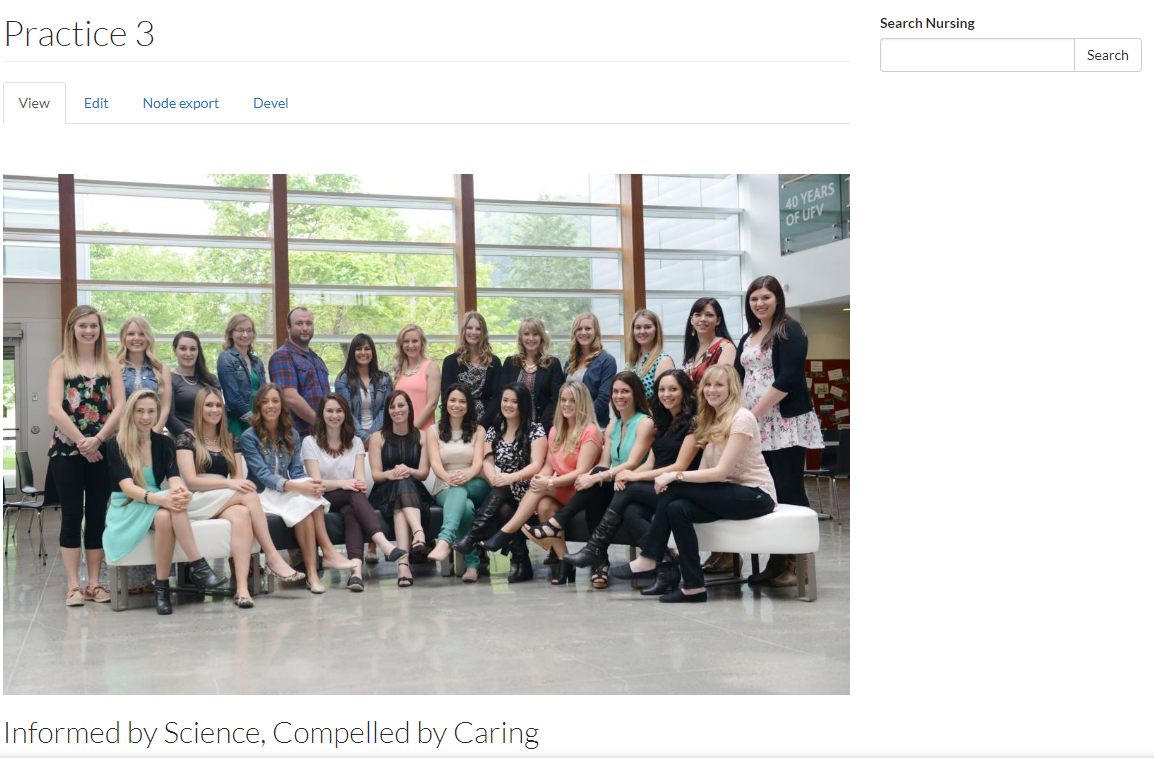 Practice 3
Search Nursing
Search
View Edit Node export Devel
40 YEARS
OF UFV
Informed by Science, Compelled by Caring